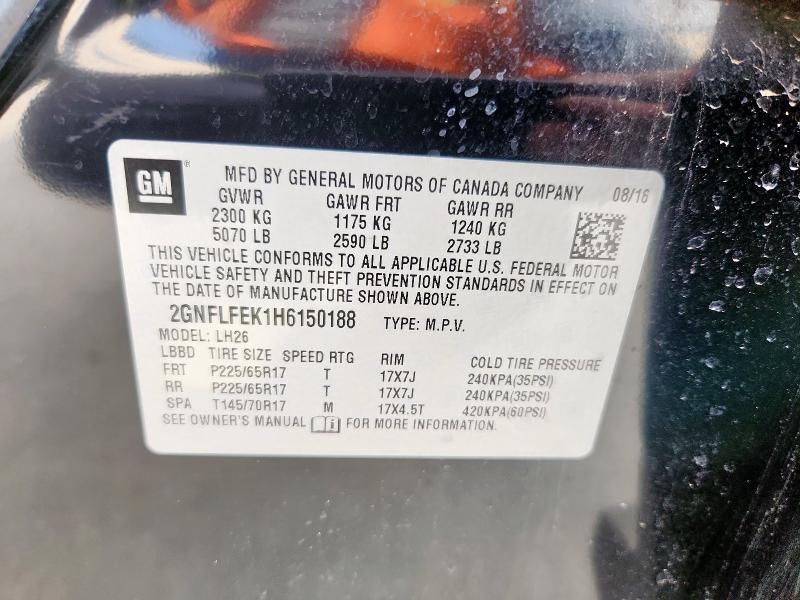 GM ® MFD BY GENERAL MOTORS OF CANADA COMPANY 08/16
GVWR GAWR FRT GAWR RR
2300 KG 1175 KG 1240 KG
5070 LB 2590 LB 2733 LB
THIS VEHICLE CONFORMS TO ALL APPLICABLE U.S. FEDERAL MOTOR
VEHICLE SAFETY AND THEFT PREVENTION STANDARDS IN EFFECT ON
THE DATE OF MANUFACTURE SHOWN ABOVE.
2GNFLFEK1H6150188 TYPE: M.P.V.
MODEL: LH26
LBBD TIRE SIZE SPEED RTG RIM COLD TIRE PRESSURE
FRT P225/65R17 T 17X7J 240KPA(35PSI)
RR P225/65R17 T 17X7J 240KPA(35PSI)
SPA T145/70R17 M 17X4.5T 420KPA(60PSI)
SEE OWNER'S MANUAL FOR MORE INFORMATION.